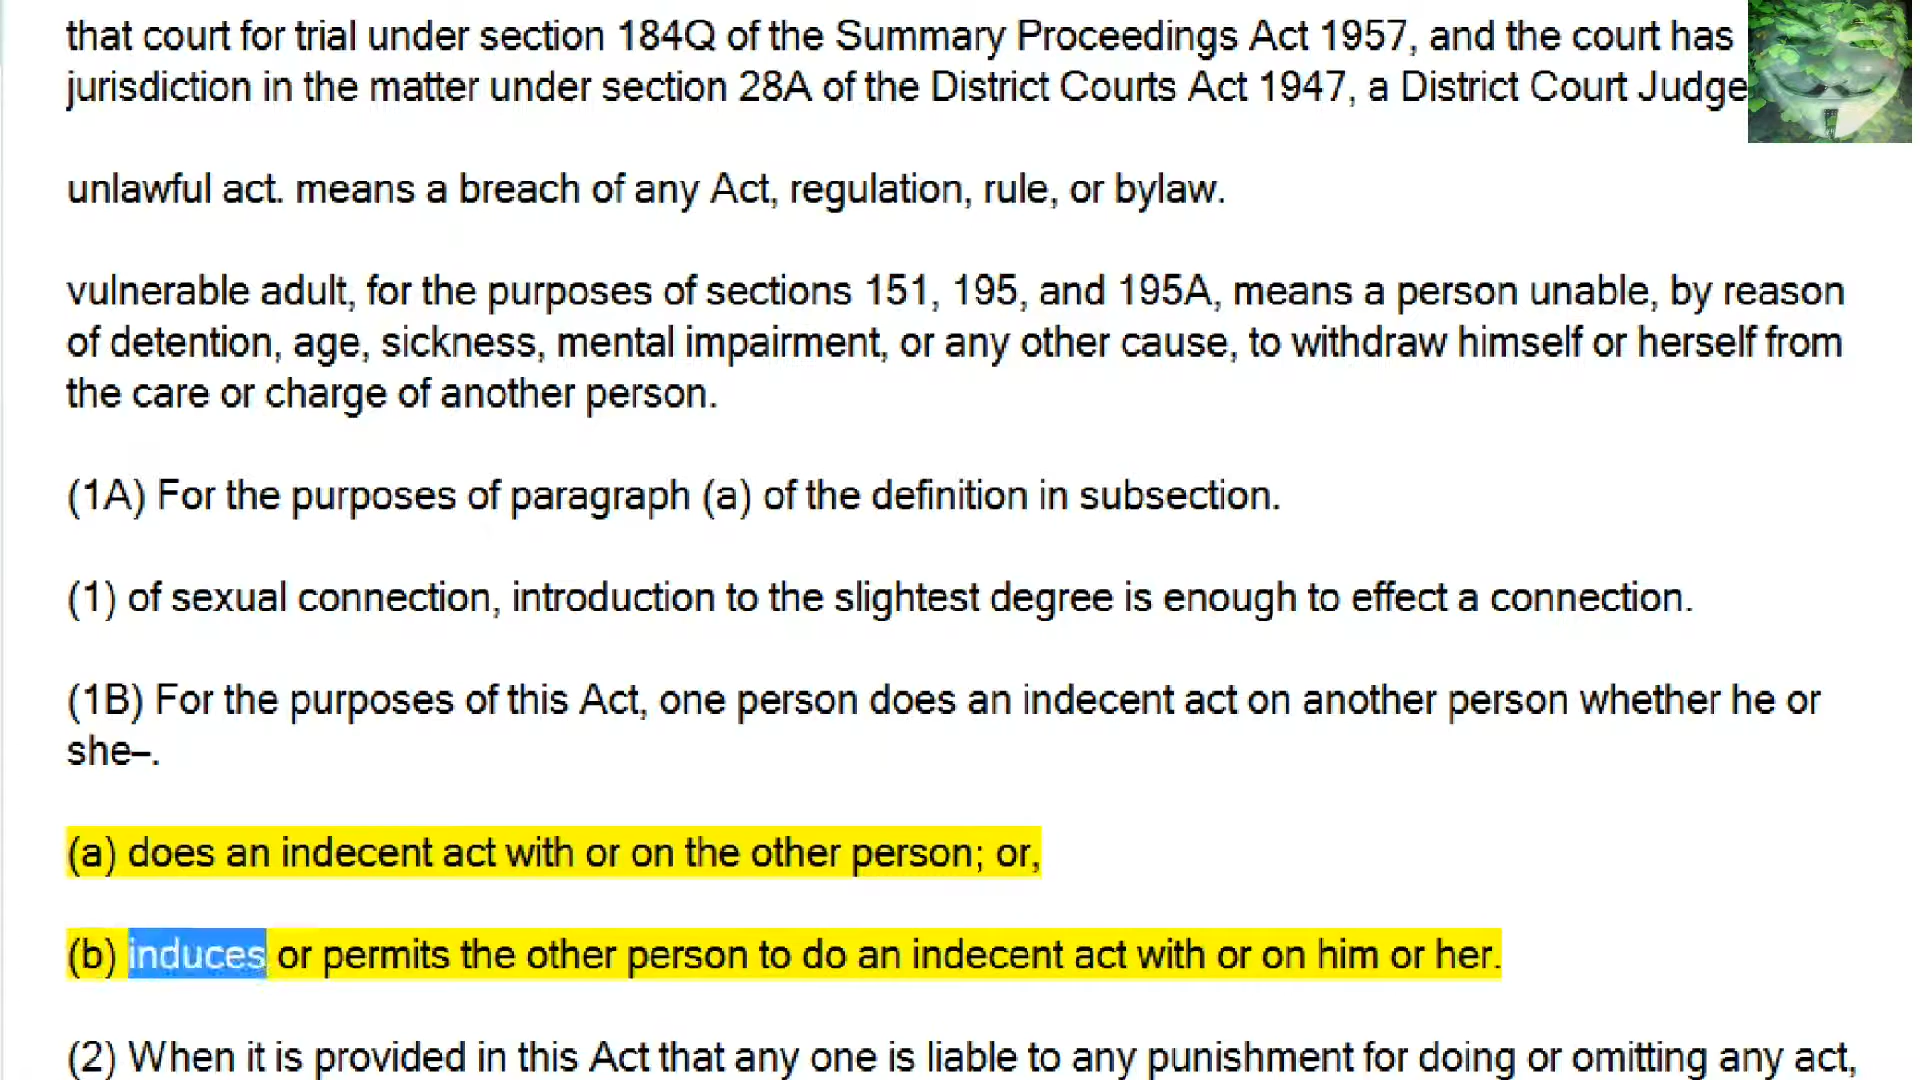 that court for trial under section 184Q of the Summary Proceedings Act 1957, and the court has
jurisdiction in the matter under section 28A of the District Courts Act 1947, a District Court Judge
unlawful act. means a breach of any Act, regulation, rule, or bylaw.
vulnerable adult, for the purposes of sections 151, 195, and 195A, means a person unable, by reason
of detention, age, sickness, mental impairment, or any other cause, to withdraw himself or herself from
the care or charge of another person.
(1A) For the purposes of paragraph (a) of the definition in subsection.
(1) of sexual connection, introduction to the slightest degree is enough to effect a connection.
(1B) For the purposes of this Act, one person does an indecent act on another person whether he or
she–.
(a) does an indecent act with or on the other person; or,
(b) induces or permits the other person to do an indecent act with or on him or her.
(2) When it is provided in this Act that any one is liable to any punishment for doing or omitting any act,